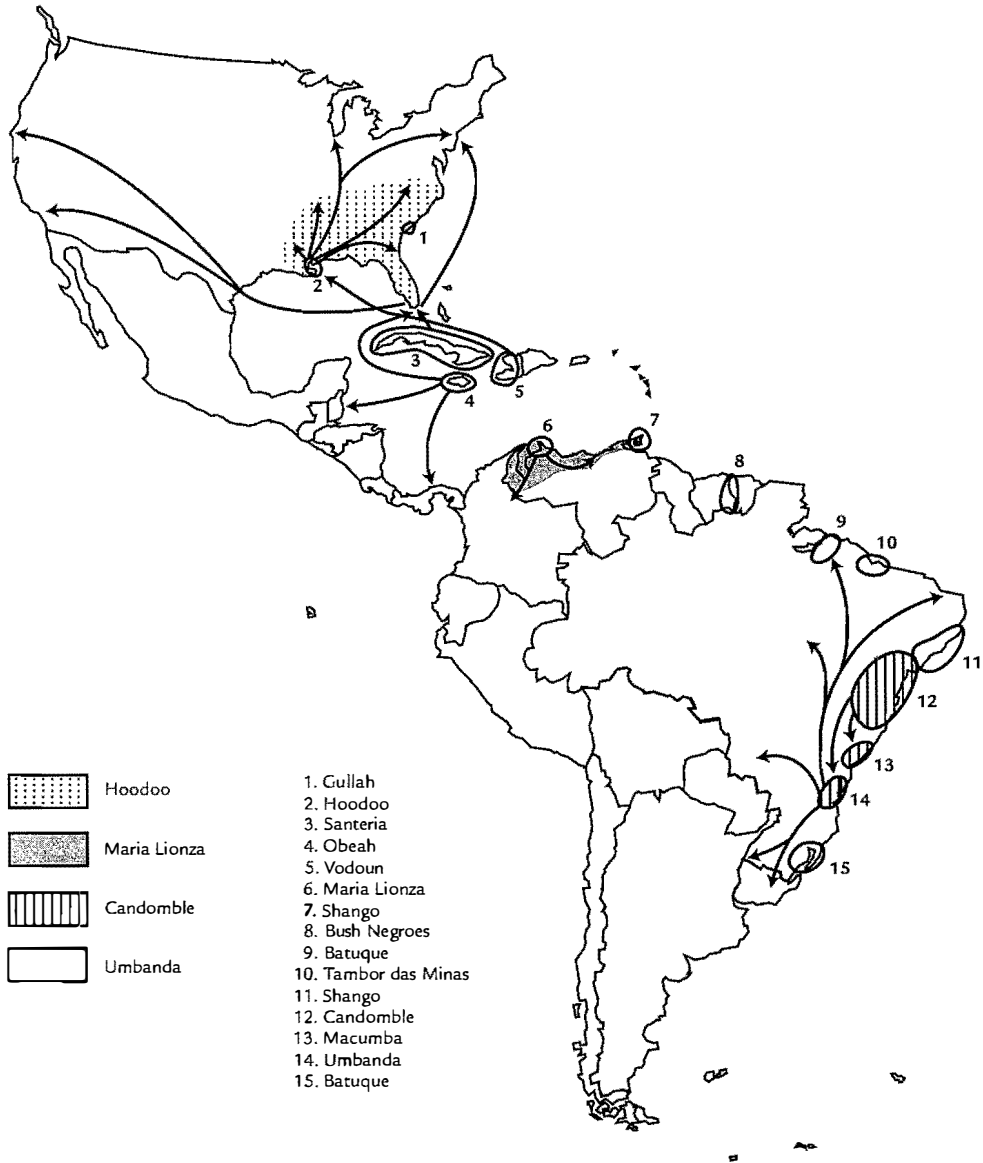 1
2
3
4
5
6
7
8
9
10
11
12
13
14
15
Hoodoo
Maria Lionza
Candomble
Umbanda
1. Gullah
2. Hoodoo
3. Santeria
4. Obeah
5. Vodoun
6. Maria Lionza
7. Shango
8. Bush Negroes
9. Batuque
10. Tambor das Minas
11. Shango
12. Candomble
13. Macumba
14. Umbanda
15. Batuque